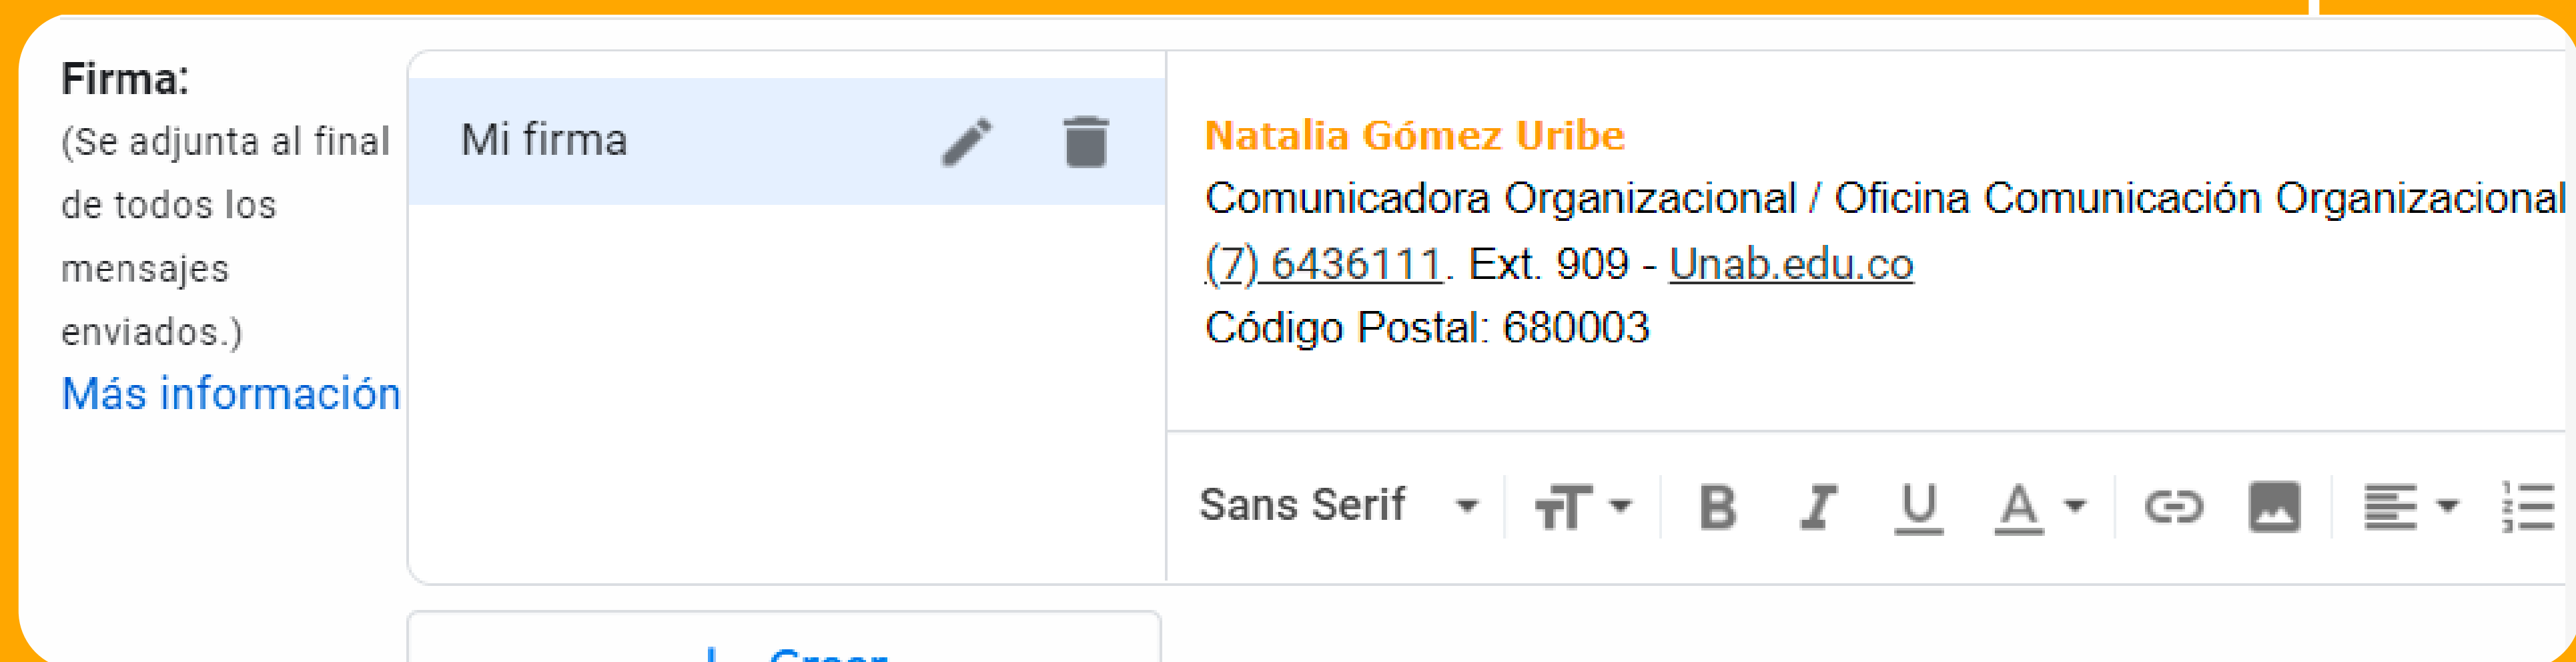 Firma:
(Se adjunta al final
de todos los
mensajes
enviados.)
Más información
Mi firma
Natalia Gómez Uribe
Comunicadora Organizacional / Oficina Comunicación Organizacional
(7) 6436111. Ext. 909 - Unab.edu.co
Código Postal: 680003
Sans Serif
Crear